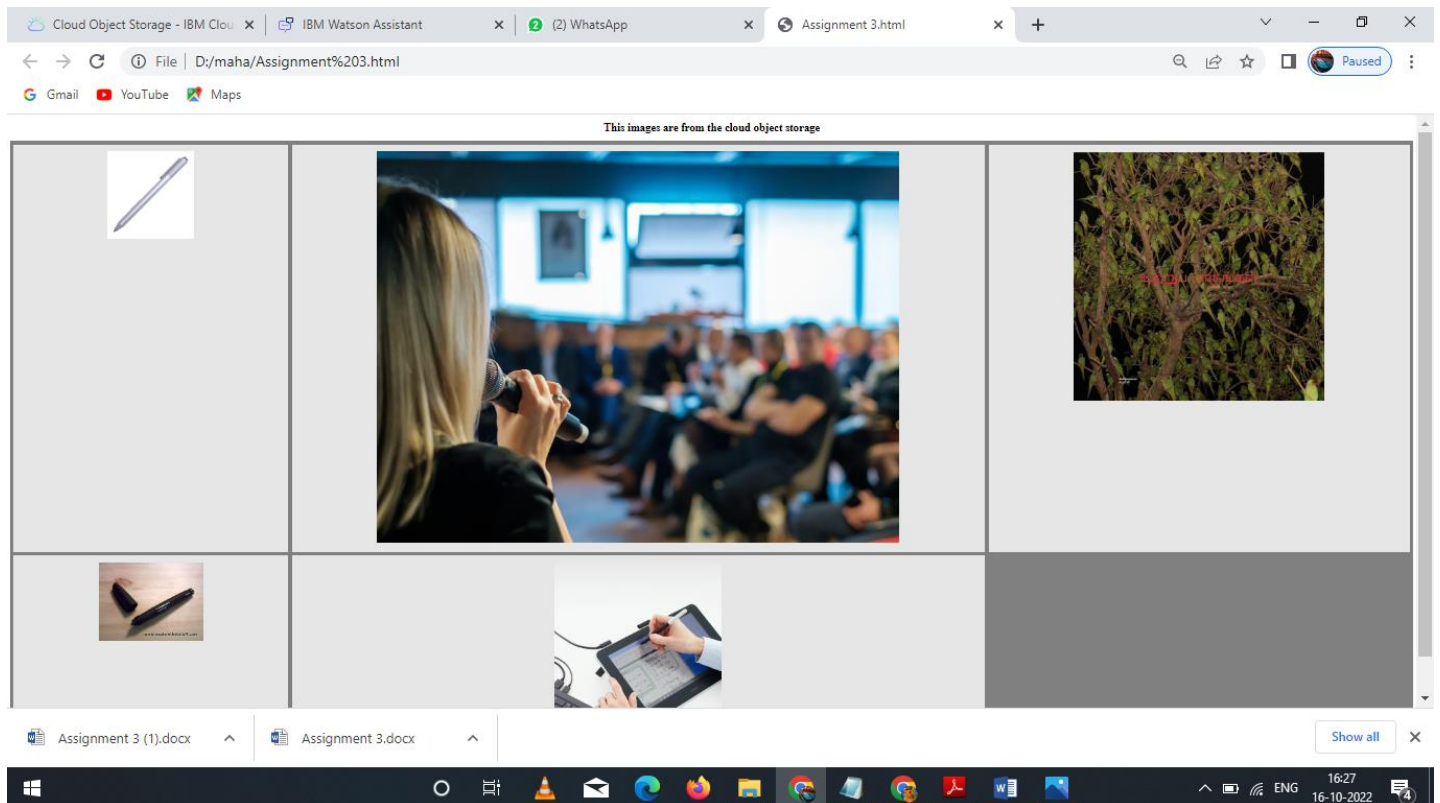 Cloud Object Storage - IBM Clou
IBM Watson Assistant
(2) WhatsApp
Assignment 3.html
File
D:/maha/Assignment%203.html
Paused
Gmail
YouTube
Maps
This images are from the cloud object storage
Assignment 3 (1).docx
Assignment 3.docx
Show all
ENG
16:27
16-10-2022
4